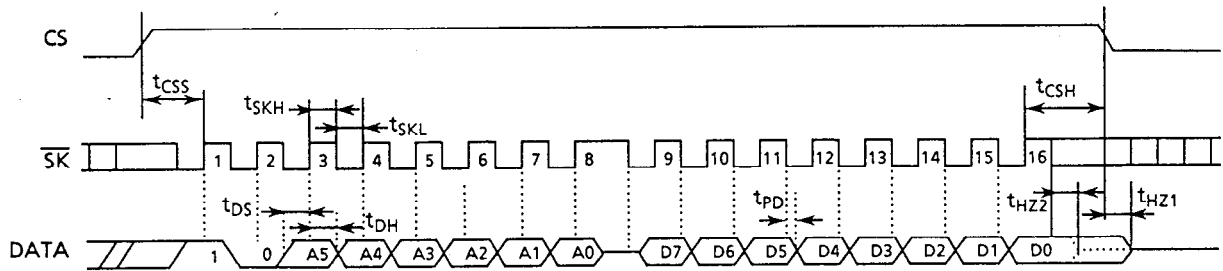 CS
tCSS
tSKH
tSKL
tCSH
SK
1 2 3 4 5 6 7 8 9 10 11 12 13 14 15 16
tDS
tDH
tPD
tHZ2
tHZ1
DATA
1 0 A5 A4 A3 A2 A1 A0 D7 D6 D5 D4 D3 D2 D1 D0